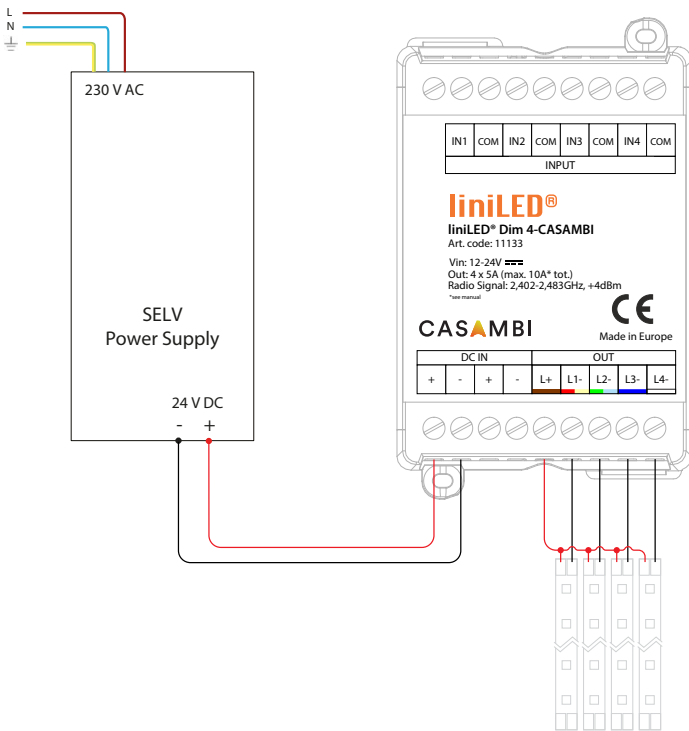 L
N
230 V AC
SELV
Power Supply
24 V DC
- +
IN1 COM IN2 COM IN3 COM IN4 COM
INPUT
liniLED®
liniLED® Dim 4-CASAMBI
Art. code: 11133
Vin: 12-24V
Out: 4 x 5A (max. 10A* tot.)
Radio Signal: 2,402-2,483GHz, +4dBm
*see manual
CE
CASAMBI
Made in Europe
DC IN OUT
+ - + - L+ L1- L2- L3- L4-